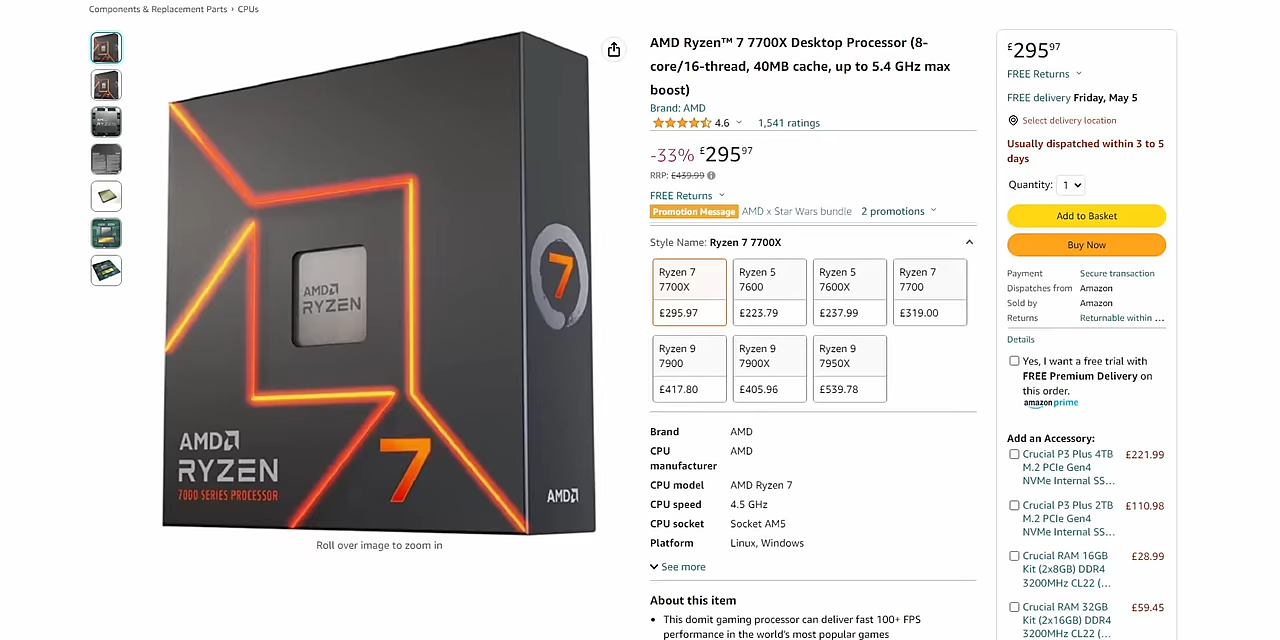 Components & Replacement Parts › CPUs
AMD
RYZEN
7
AMD
RYZEN
7000 SERIES PROCESSOR
7
AMD
Roll over image to zoom in
AMD Ryzen™ 7 7700X Desktop Processor (8-
core/16-thread, 40MB cache, up to 5.4 GHz max
boost)
Brand: AMD
4.6 1,541 ratings
-33% £295⁹⁷
RRP: £439.99
FREE Returns
Promotion Message AMD x Star Wars bundle 2 promotions
Style Name: Ryzen 7 7700X
Ryzen 7
7700X
£295.97
Ryzen 5
7600
£223.79
Ryzen 5
7600X
£237.99
Ryzen 7
7700
£319.00
Ryzen 9
7900
£417.80
Ryzen 9
7900X
£405.96
Ryzen 9
7950X
£539.78
Brand AMD
CPU AMD
manufacturer
CPU model AMD Ryzen 7
CPU speed 4.5 GHz
CPU socket Socket AM5
Platform Linux, Windows
See more
About this item
• This domit gaming processor can deliver fast 100+ FPS
performance in the world's most popular games
£295⁹⁷
FREE Returns
FREE delivery Friday, May 5
Select delivery location
Usually dispatched within 3 to 5
days
Quantity: 1
Add to Basket
Buy Now
Payment Secure transaction
Dispatches from Amazon
Sold by Amazon
Returns Returnable within ...
Details
Yes, I want a free trial with
FREE Premium Delivery on
this order.
amazon prime
Add an Accessory:
Crucial P3 Plus 4TB £221.99
M.2 PCIe Gen4
NVMe Internal SS...
Crucial P3 Plus 2TB £110.98
M.2 PCIe Gen4
NVMe Internal SS...
Crucial RAM 16GB £28.99
Kit (2x8GB) DDR4
3200MHz CL22 (...
Crucial RAM 32GB £59.45
Kit (2x16GB) DDR4
3200MHz CL22 (...